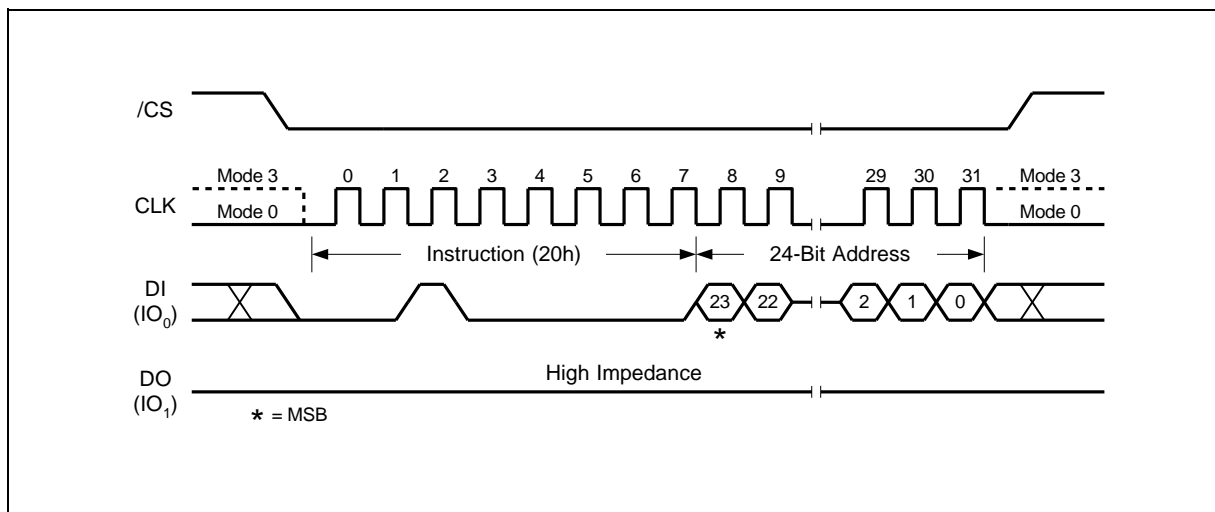 /CS
Mode 3 0 1 2 3 4 5 6 7 8 9 29 30 31 Mode 3
CLK
Mode 0 Mode 0
Instruction (20h) 24-Bit Address
DI
(IO0)
23 22 2 1 0
*
High Impedance
DO
(IO1)
* = MSB